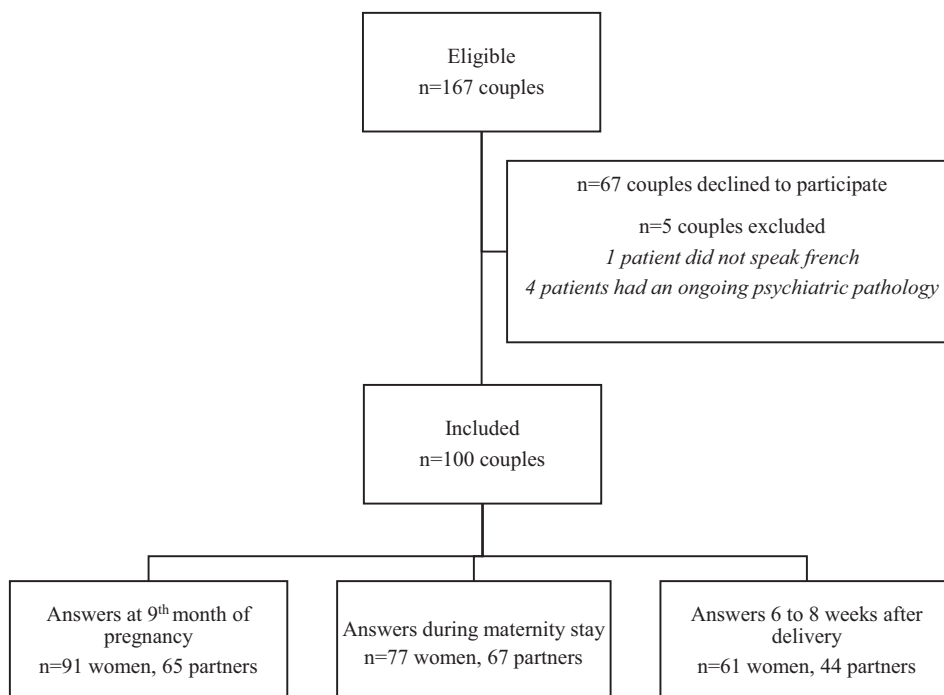 Eligible
n=167 couples
n=67 couples declined to participate
n=5 couples excluded
1 patient did not speak french
4 patients had an ongoing psychiatric pathology
Included
n=100 couples
Answers at 9th month of
pregnancy
n=91 women, 65 partners
Answers during maternity stay
n=77 women, 67 partners
Answers 6 to 8 weeks after
delivery
n=61 women, 44 partners